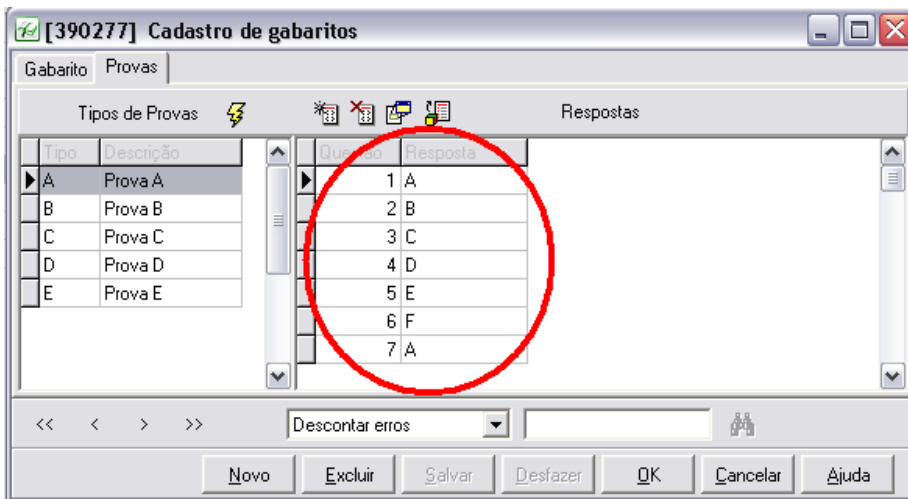 [390277] Cadastro de gabaritos
Gabarito Provas
Tipos de Provas Respostas
Tipo Descrição Questão Resposta
A Prova A 1 A
B Prova B 2 B
C Prova C 3 C
D Prova D 4 D
E Prova E 5 E
6 F
7 A
<< < > >> Descontar erros
Novo Excluir Salvar Desfazer OK Cancelar Ajuda